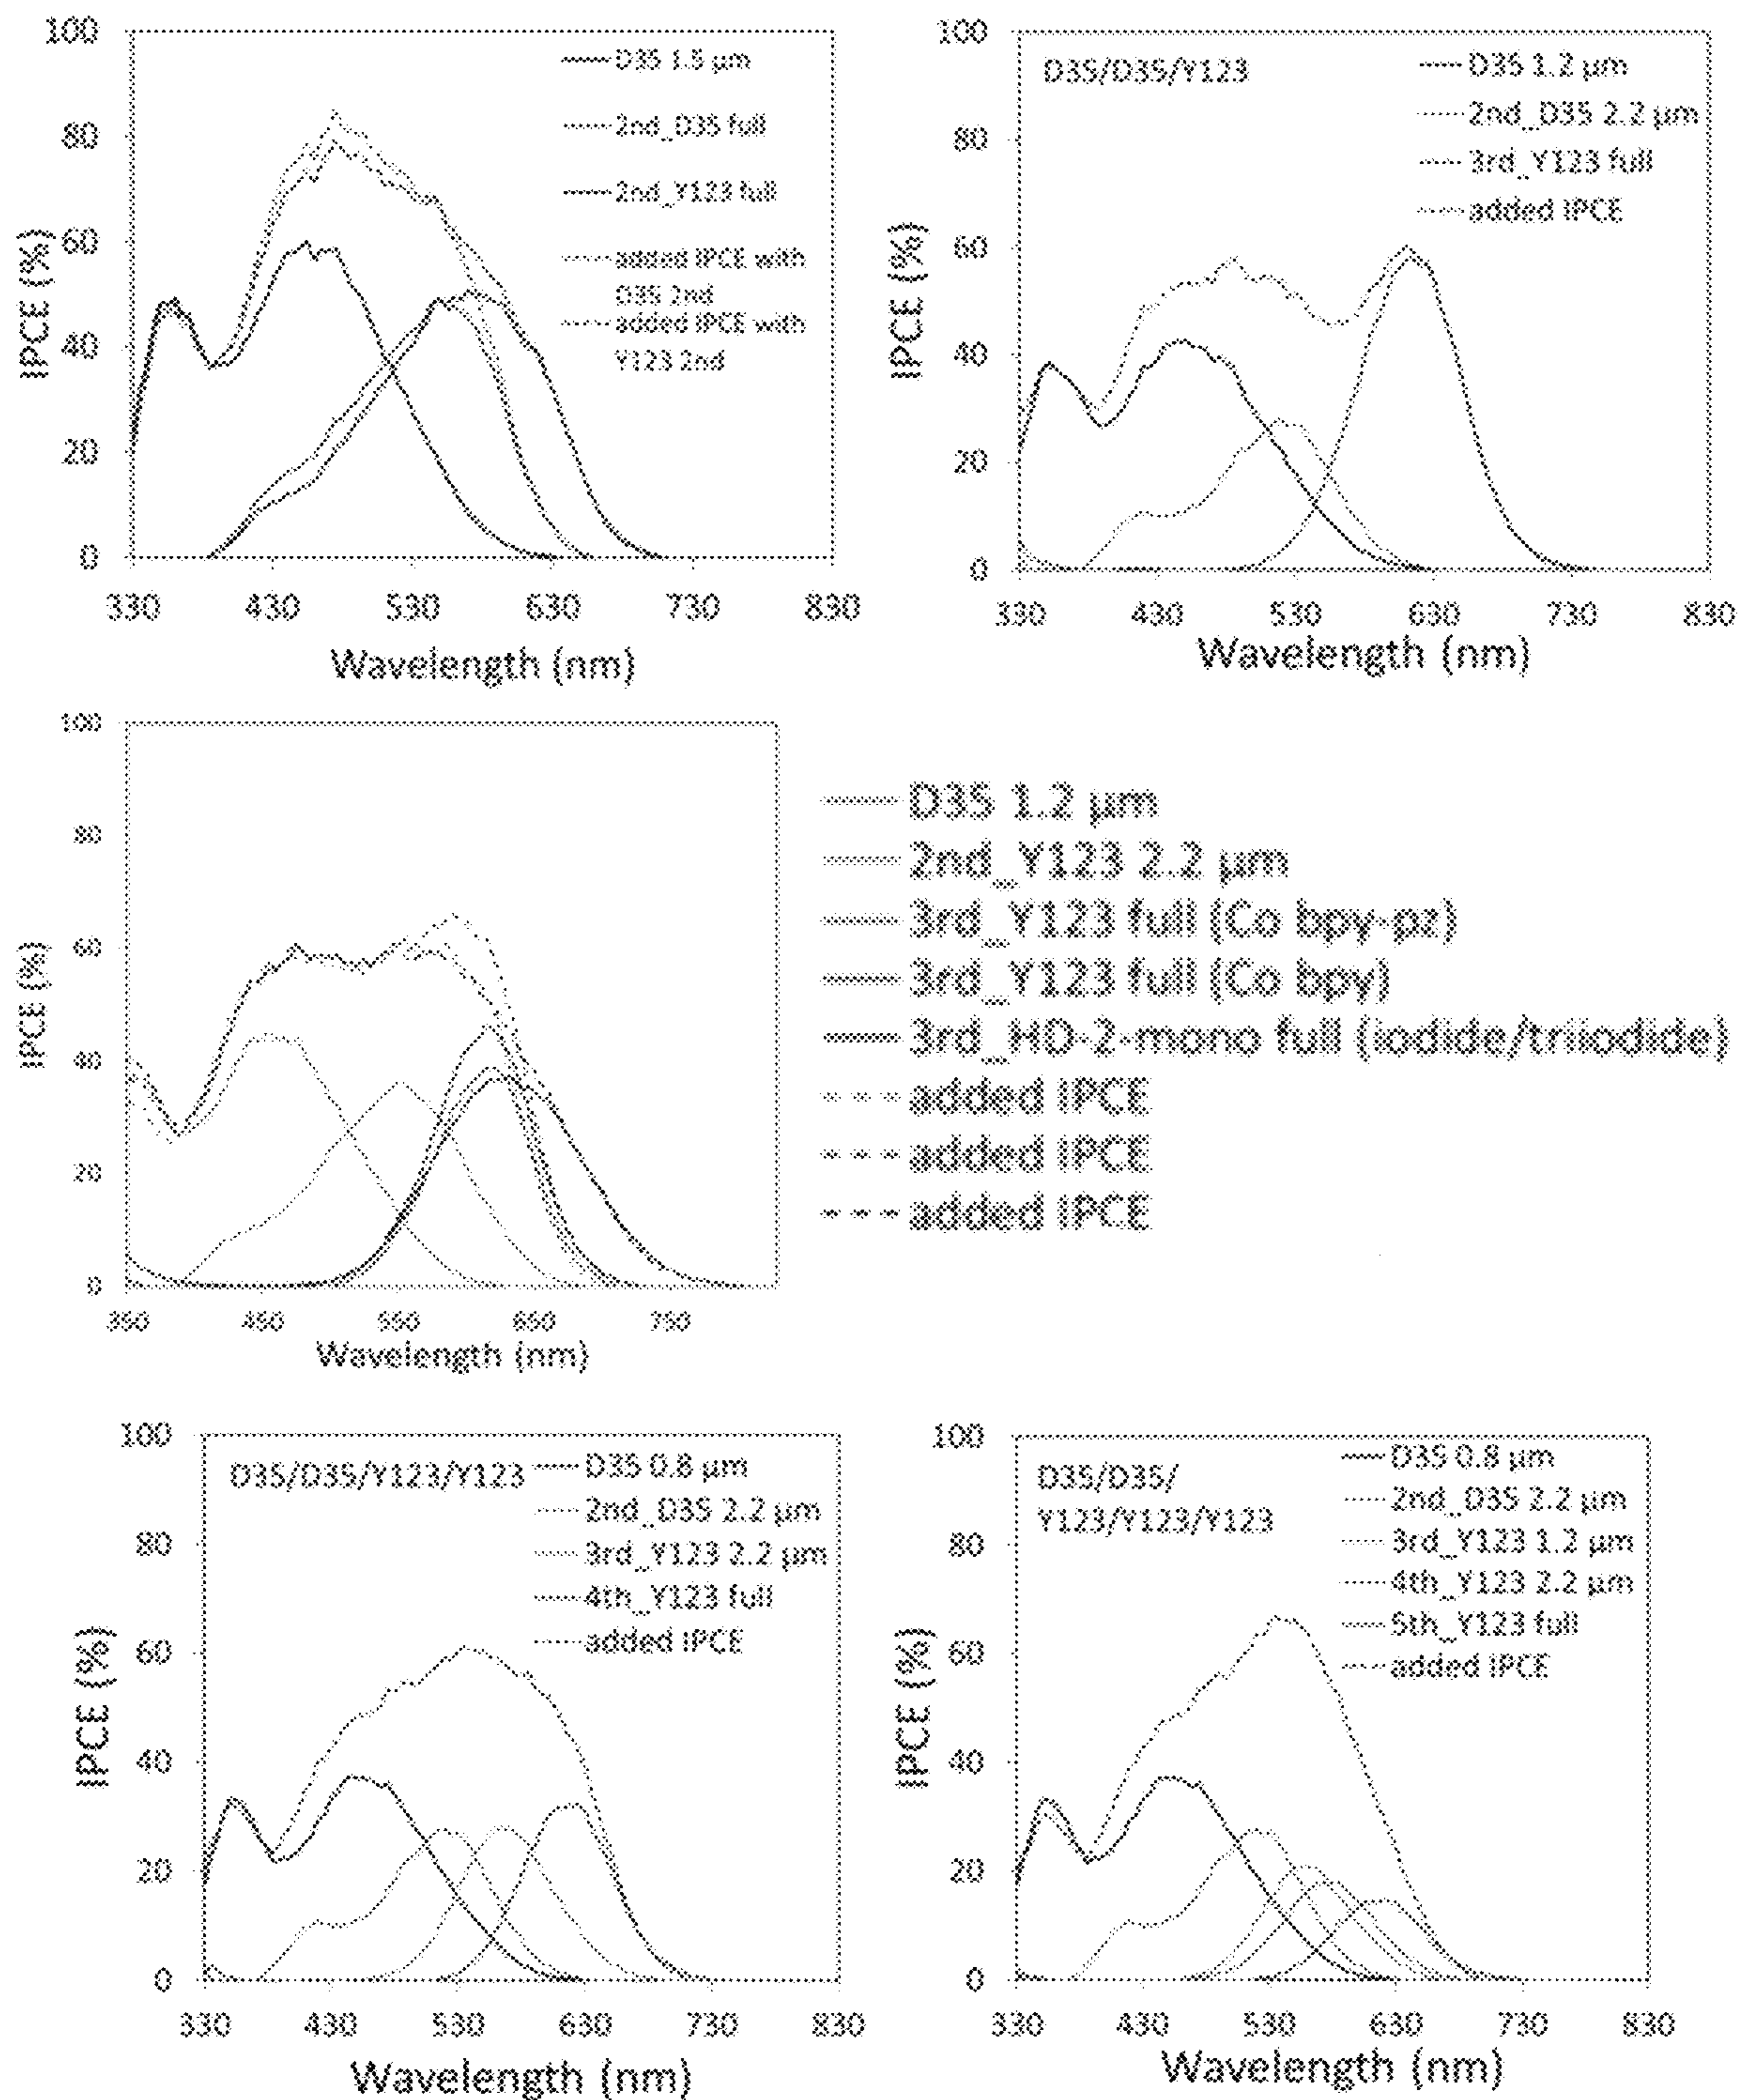 100
80
60
40
20
0
IPCE (%)
330 430 530 630 730 830
Wavelength (nm)
D35 1.5 µm
2nd_D35 full
2nd_Y123 full
added IPCE with
D35 2nd
added IPCE with
Y123 2nd
100
80
60
40
20
0
IPCE (%)
330 430 530 630 730 830
Wavelength (nm)
D35/D35/Y123
D35 1.2 µm
2nd_D35 2.2 µm
3rd_Y123 full
added IPCE
100
80
60
40
20
0
IPCE (%)
350 450 550 650 750
Wavelength (nm)
D35 1.2 µm
2nd_Y123 2.2 µm
3rd_Y123 full (Co bpy-pz)
3rd_Y123 full (Co bpy)
3rd_HD-2-mono full (iodide/triiodide)
added IPCE
added IPCE
added IPCE
100
80
60
40
20
0
IPCE (%)
330 430 530 630 730 830
Wavelength (nm)
D35/D35/Y123/Y123
D35 0.8 µm
2nd_D35 2.2 µm
3rd_Y123 2.2 µm
4th_Y123 full
added IPCE
100
80
60
40
20
0
IPCE (%)
330 430 530 630 730 830
Wavelength (nm)
D35/D35/
Y123/Y123/Y123
D35 0.8 µm
2nd_D35 2.2 µm
3rd_Y123 1.2 µm
4th_Y123 2.2 µm
5th_Y123 full
added IPCE